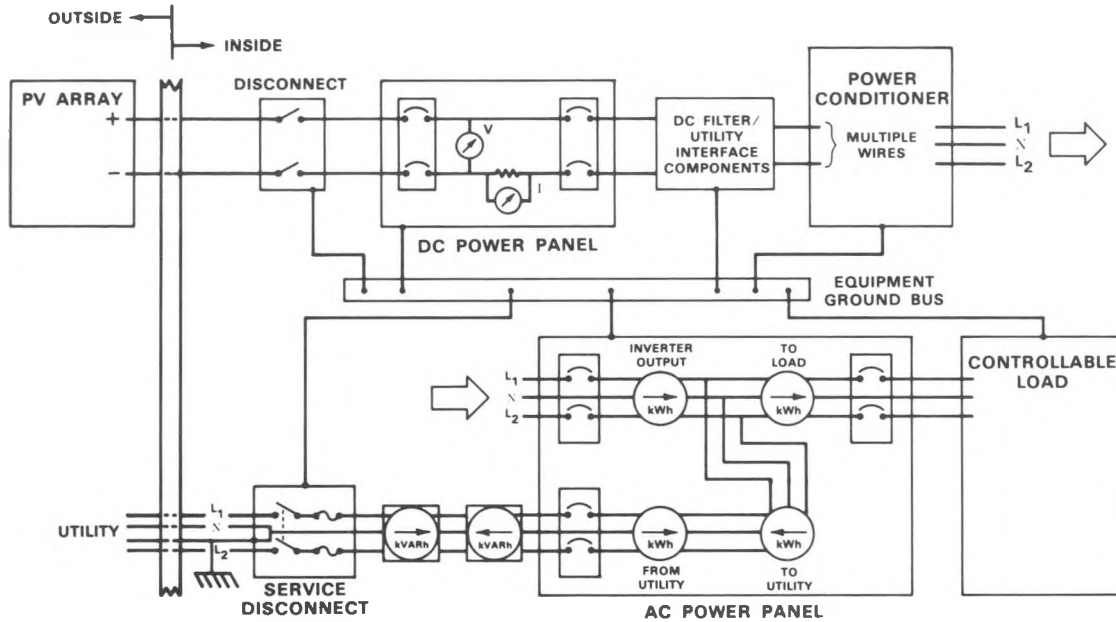 OUTSIDE
INSIDE
PV ARRAY
+
−
DISCONNECT
V
I
DC POWER PANEL
DC FILTER/
UTILITY
INTERFACE
COMPONENTS
POWER
CONDITIONER
MULTIPLE
WIRES
L1
N
L2
EQUIPMENT
GROUND BUS
INVERTER
OUTPUT
TO
LOAD
L1
N
L2
kWh
kWh
CONTROLLABLE
LOAD
UTILITY
L1
N
L2
kVARh
kVARh
kWh
kWh
FROM
UTILITY
TO
UTILITY
SERVICE
DISCONNECT
AC POWER PANEL